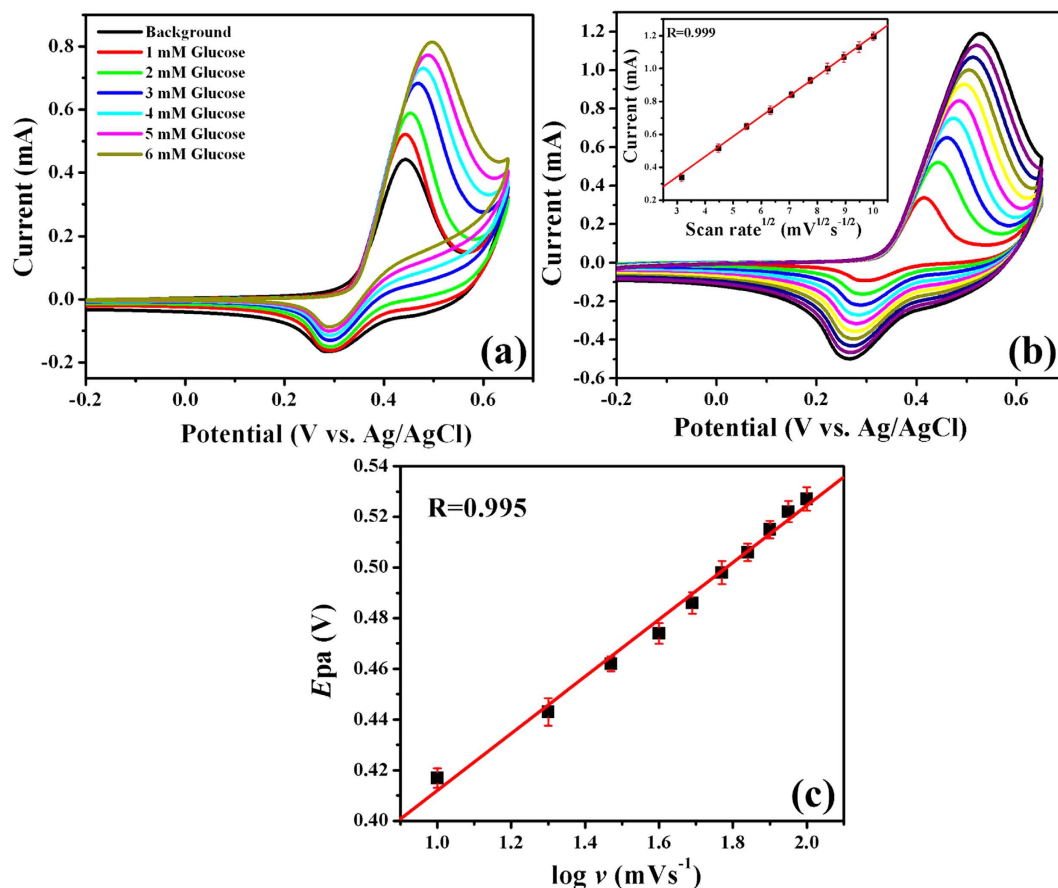 Background
1 mM Glucose
2 mM Glucose
3 mM Glucose
4 mM Glucose
5 mM Glucose
6 mM Glucose
0.8
0.6
0.4
0.2
0.0
-0.2
Current (mA)
-0.2 0.0 0.2 0.4 0.6
Potential (V vs. Ag/AgCl)
(a)
1.2
1.0
0.8
0.6
0.4
0.2
0.0
-0.2
-0.4
-0.6
Current (mA)
R=0.999
1.4
1.2
1.0
0.8
0.6
0.4
0.2
Current (mA)
3 4 5 6 7 8 9 10
Scan rate^1/2 (mV^1/2s^-1/2)
-0.2 0.0 0.2 0.4 0.6
Potential (V vs. Ag/AgCl)
(b)
R=0.995
0.54
0.52
0.50
0.48
0.46
0.44
0.42
0.40
Epa (V)
1.0 1.2 1.4 1.6 1.8 2.0
log ν (mVs⁻¹)
(c)